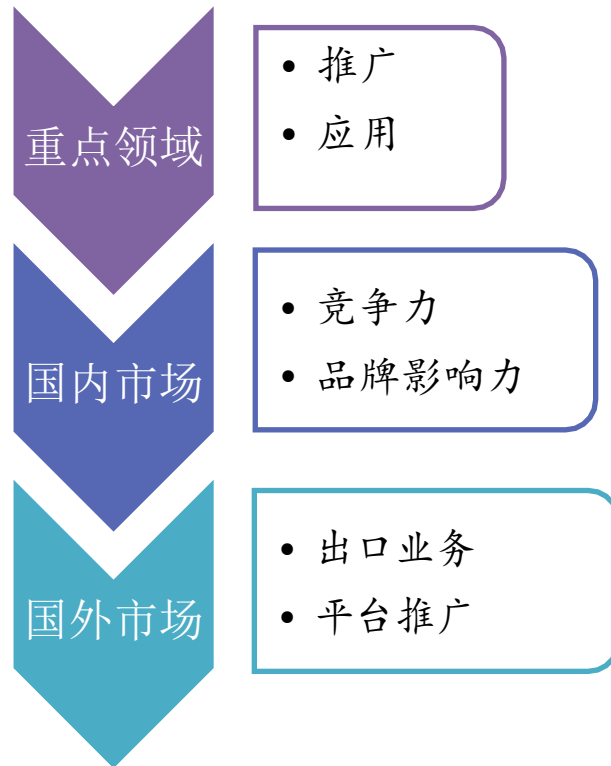 重点领域
• 推广
• 应用
国内市场
• 竞争力
• 品牌影响力
国外市场
• 出口业务
• 平台推广